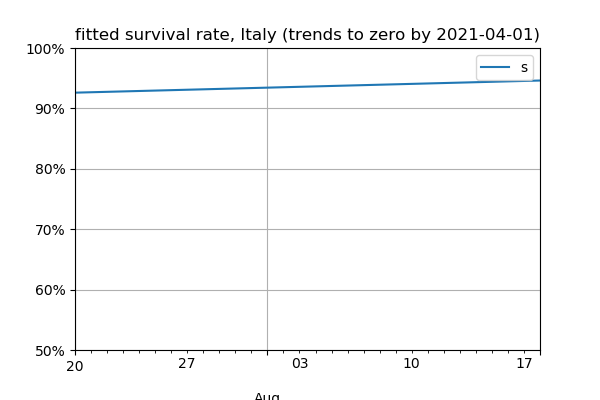 fitted survival rate, Italy (trends to zero by 2021-04-01)
100%
s
90%
80%
70%
60%
50%
20 27 03 10 17
Aug